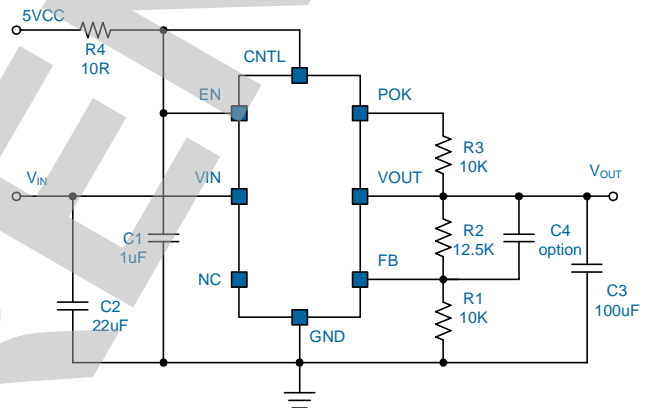 5VCC
R4
10R
CNTL
EN
POK
R3
10K
VIN
VIN
VOUT
VOUT
C1
1uF
R2
12.5K
C4
option
NC
FB
C2
22uF
R1
10K
C3
100uF
GND